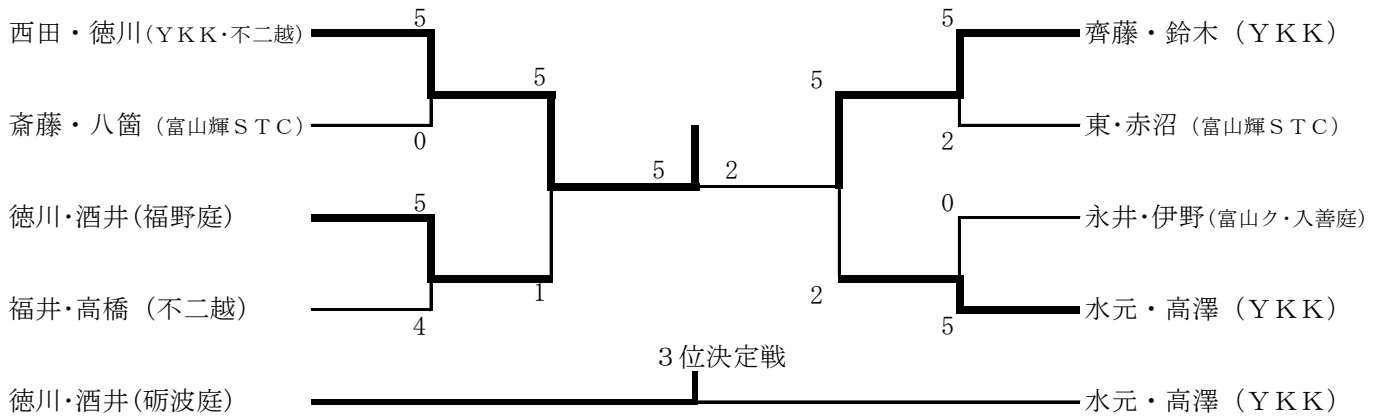 西田・徳川(YKK・不二越)
5
5
齊藤・鈴木（YKK）
5
5
斎藤・八箇（富山輝STC）
0
東・赤沼（富山輝STC）
2
5
2
徳川・酒井(福野庭)
5
0
永井・伊野(富山ク・入善庭)
1
2
福井・高橋（不二越）
4
5
水元・高澤（YKK）
３位決定戦
徳川・酒井(砺波庭)
水元・高澤（YKK）